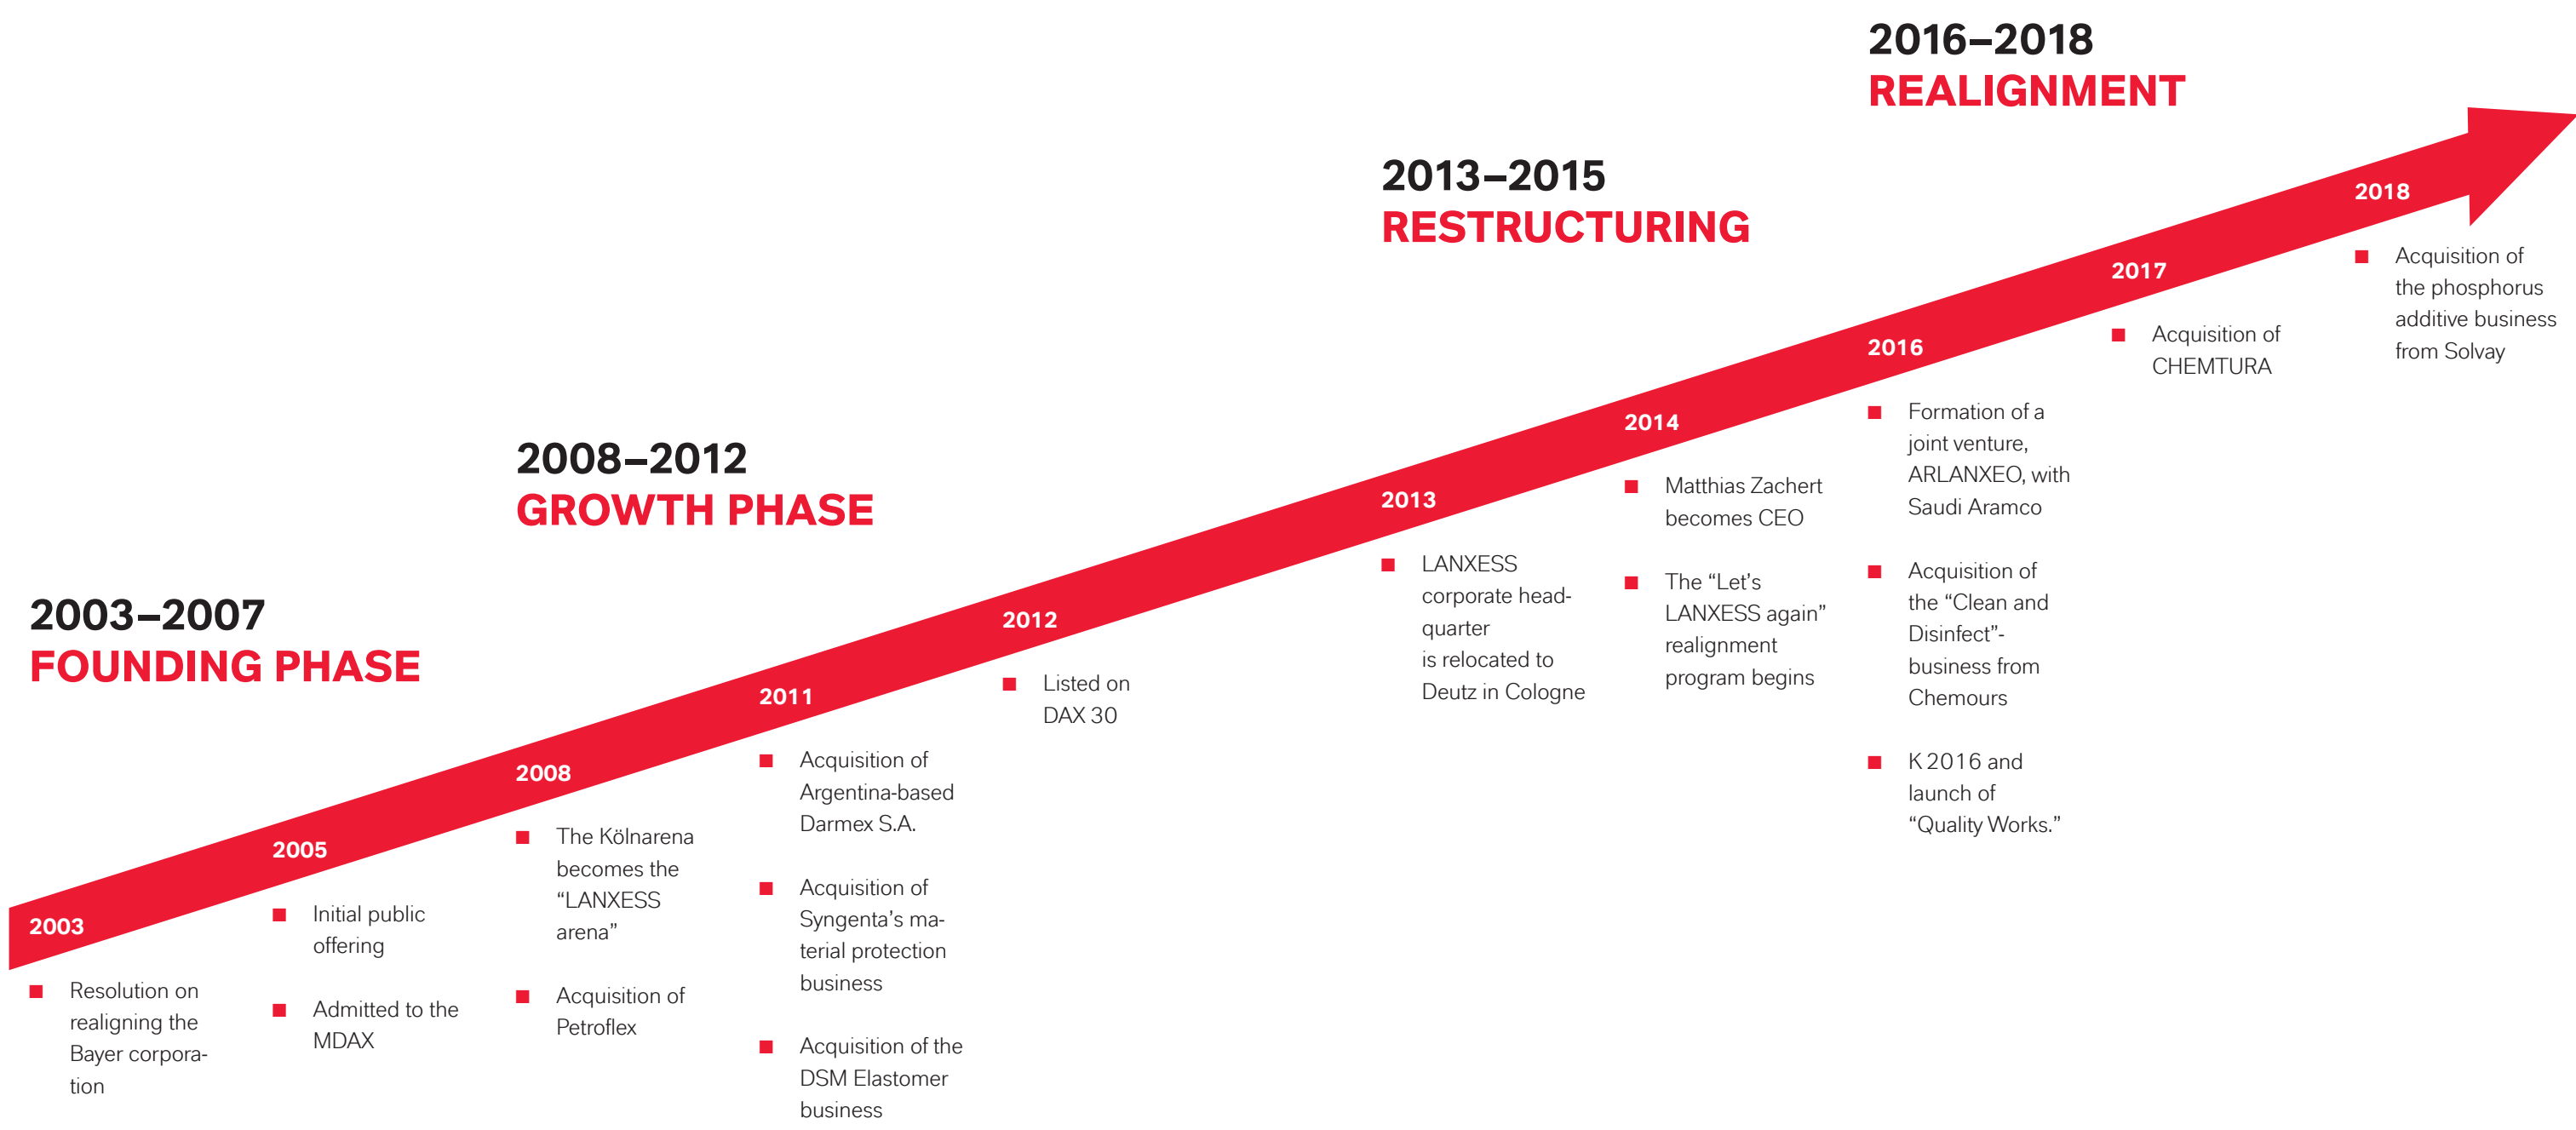 2003–2007
FOUNDING PHASE
2003
Resolution on
realigning the
Bayer corpora-
tion
2005
Initial public
offering
Admitted to the
MDAX
2008–2012
GROWTH PHASE
2008
The Kölnarena
becomes the
“LANXESS
arena”
Acquisition of
Petroflex
2011
Acquisition of
Argentina-based
Darmex S.A.
Acquisition of
Syngenta’s ma-
terial protection
business
Acquisition of the
DSM Elastomer
business
2012
Listed on
DAX 30
2013–2015
RESTRUCTURING
2013
LANXESS
corporate head-
quarter
is relocated to
Deutz in Cologne
2014
Matthias Zachert
becomes CEO
The “Let’s
LANXESS again”
realignment
program begins
2016–2018
REALIGNMENT
2016
Formation of a
joint venture,
ARLANXEO, with
Saudi Aramco
Acquisition of
the “Clean and
Disinfect”-
business from
Chemours
K 2016 and
launch of
“Quality Works.”
2017
Acquisition of
CHEMTURA
2018
Acquisition of
the phosphorus
additive business
from Solvay